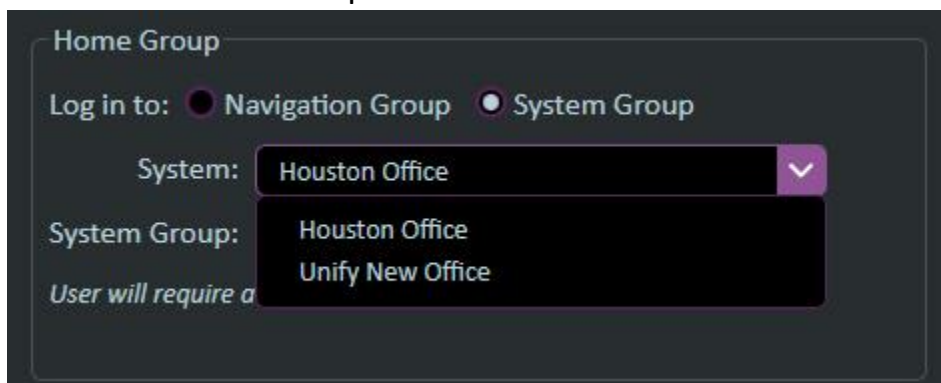 Home Group
Log in to: Navigation Group System Group
System: Houston Office
System Group: Houston Office
Unify New Office
User will require a